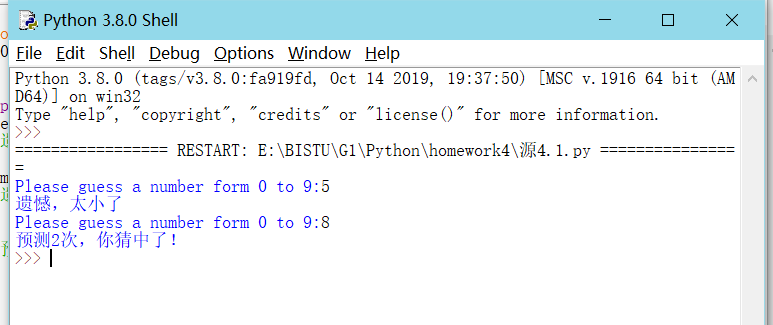 Python 3.8.0 Shell
File Edit Shell Debug Options Window Help
Python 3.8.0 (tags/v3.8.0:fa919fd, Oct 14 2019, 19:37:50) [MSC v.1916 64 bit (AM
D64)] on win32
Type "help", "copyright", "credits" or "license()" for more information.
>>>
================= RESTART: E:\BISTU\G1\Python\homework4\源4.1.py ===============
=
Please guess a number form 0 to 9:5
遗憾，太小了
Please guess a number form 0 to 9:8
预测2次，你猜中了！
>>>